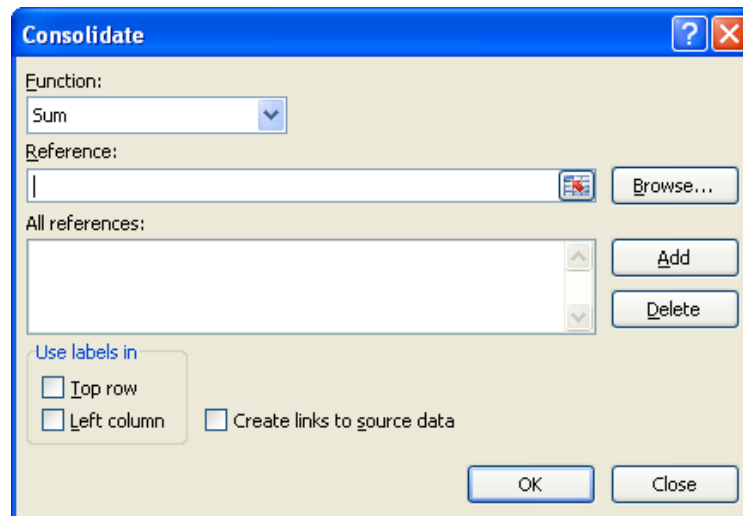 Consolidate
Function:
Sum
Reference:
Browse...
All references:
Add
Delete
Use labels in
Top row
Left column
Create links to source data
OK
Close